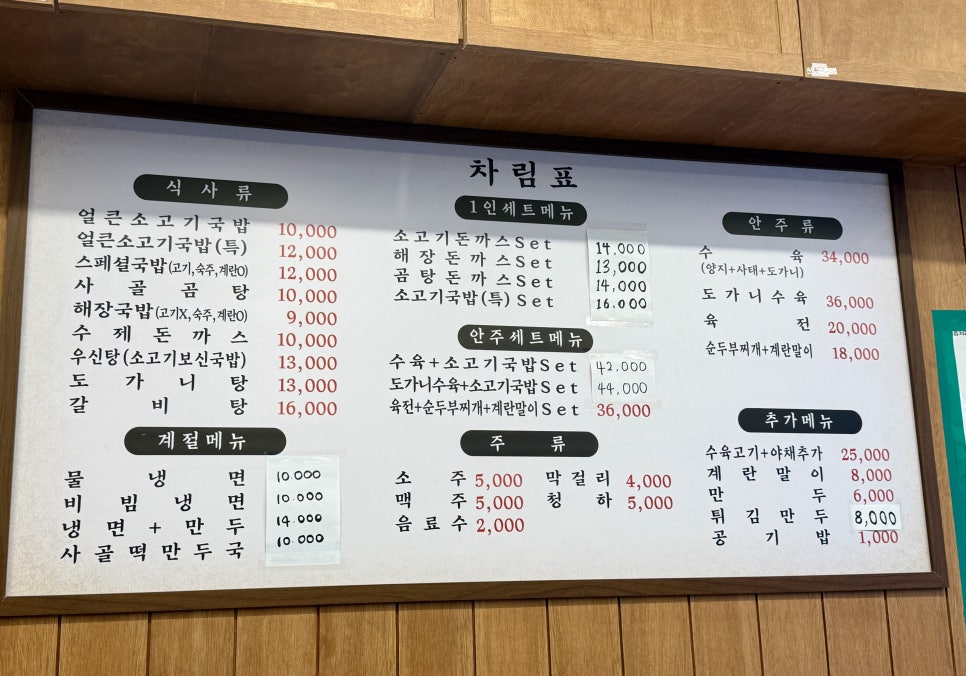 차림표
식사류
얼큰소고기국밥 10,000
얼큰소고기국밥(특) 12,000
스페셜국밥(고기,숙주,계란O) 12,000
사골곰탕 10,000
해장국밥(고기X,숙주,계란O) 9,000
수제돈까스 10,000
우신탕(소고기보신국밥) 13,000
도가니탕 13,000
갈비탕 16,000
계절메뉴
물냉면 10.000
비빔냉면 10.000
냉면+만두 14.000
사골떡만두국 10.000
1인세트메뉴
소고기돈까스Set 14,000
해장돈까스Set 13,000
곰탕돈까스Set 14,000
소고기국밥(특)Set 16.000
안주세트메뉴
수육+소고기국밥Set 42,000
도가니수육+소고기국밥Set 44,000
육전+순두부찌개+계란말이Set 36,000
주류
소주 5,000 막걸리 4,000
맥주 5,000 청하 5,000
음료수 2,000
안주류
수육 34,000
(양지+사태+도가니)
도가니수육 36,000
육전 20,000
순두부찌개+계란말이 18,000
추가메뉴
수육고기+야채추가 25,000
계란말이 8,000
만두 6,000
튀김만두 8,000
공기밥 1,000